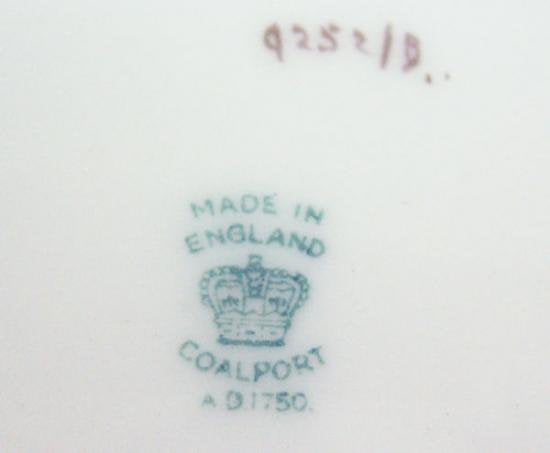 9252/B..
MADE IN
ENGLAND
COALPORT
A.D.1750.